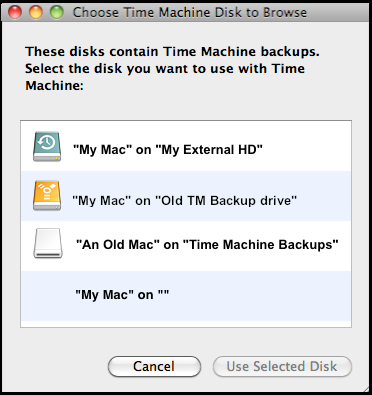 Choose Time Machine Disk to Browse
These disks contain Time Machine backups.
Select the disk you want to use with Time
Machine:
"My Mac" on "My External HD"
"My Mac" on "Old TM Backup drive"
"An Old Mac" on "Time Machine Backups"
"My Mac" on ""
Cancel Use Selected Disk